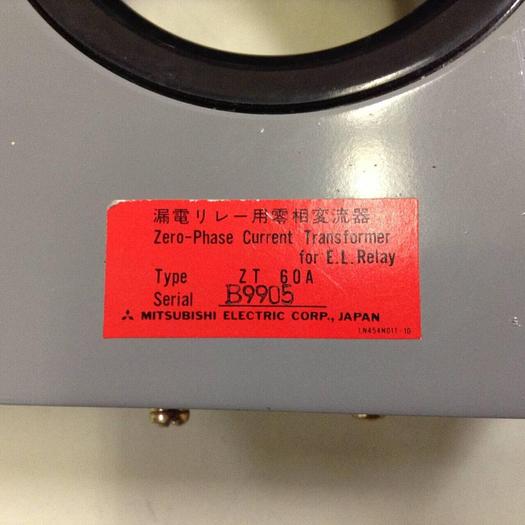 漏電リレー用零相変流器
Zero-Phase Current Transformer
for E.L. Relay
Type ZT 60A
Serial B9905
MITSUBISHI ELECTRIC CORP., JAPAN
LN454N011-10